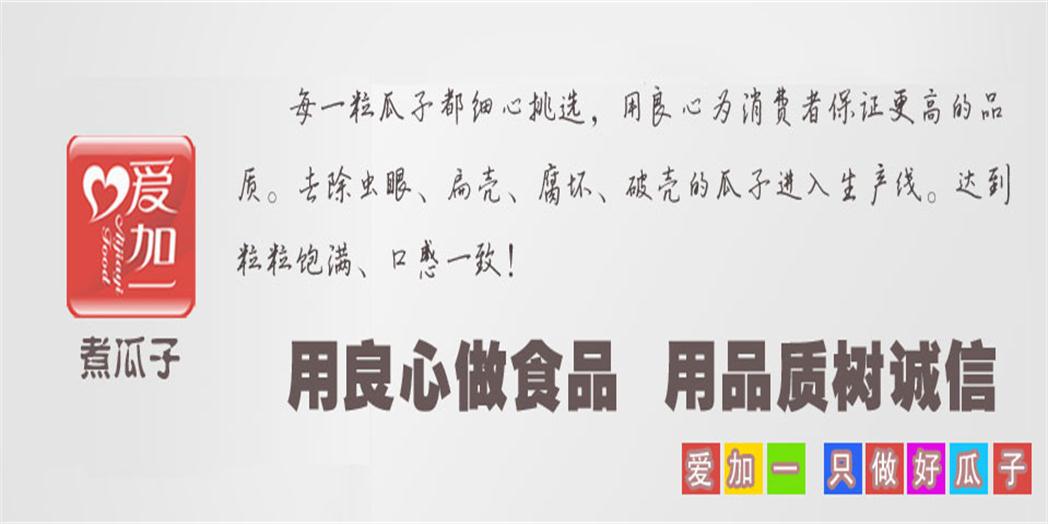 每一粒瓜子都细心挑选，用良心为消费者保证更高的品
质。去除虫眼、扁壳、腐坏、破壳的瓜子进入生产线。达到
粒粒饱满、口感一致！
爱加一
Aijiayi
Food
煮瓜子
用良心做食品 用品质树诚信
爱加一 只做好瓜子